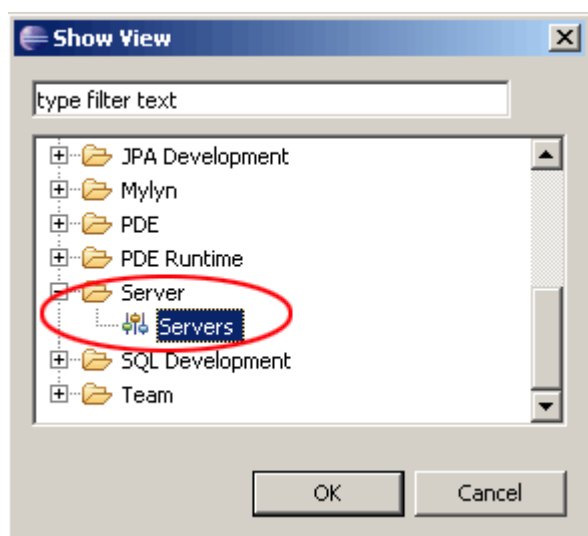 Show View
type filter text
JPA Development
Mylyn
PDE
PDE Runtime
Server
Servers
SQL Development
Team
OK Cancel